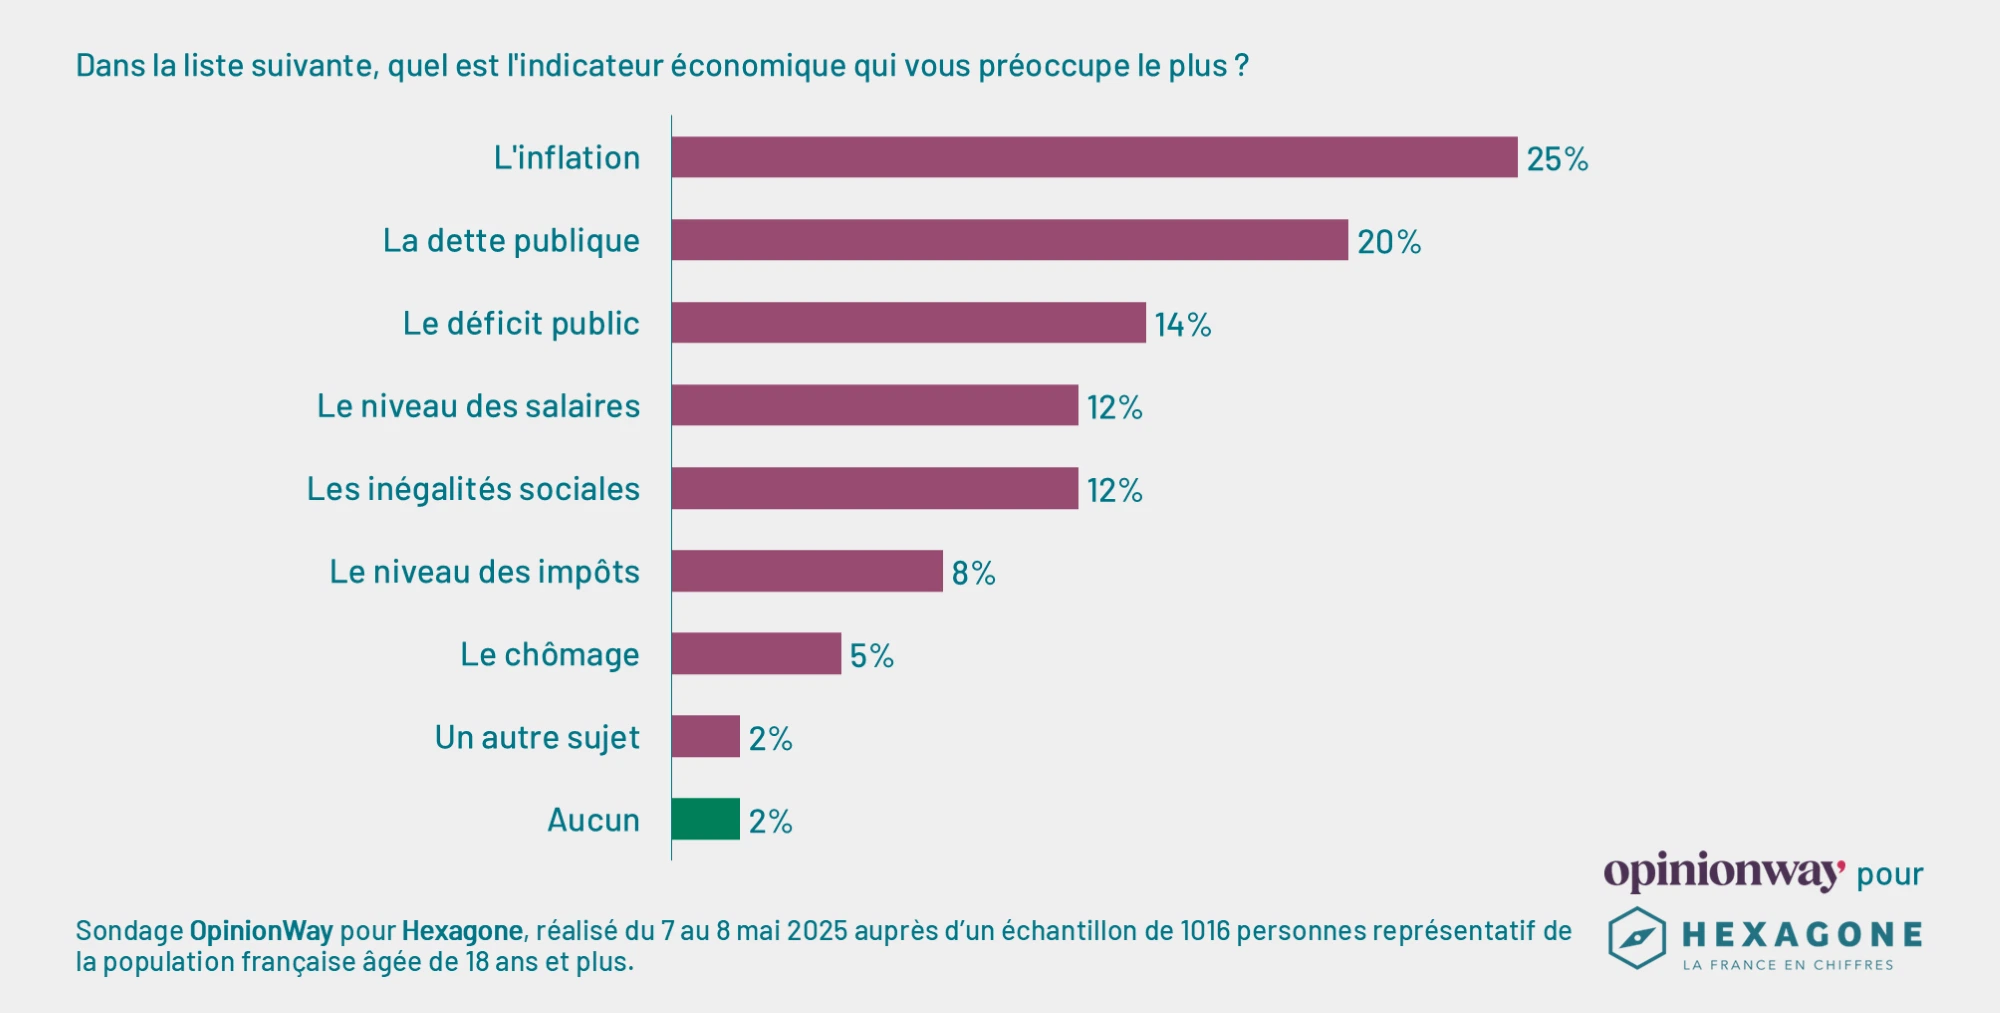 Dans la liste suivante, quel est l'indicateur économique qui vous préoccupe le plus ?
L'inflation 25%
La dette publique 20%
Le déficit public 14%
Le niveau des salaires 12%
Les inégalités sociales 12%
Le niveau des impôts 8%
Le chômage 5%
Un autre sujet 2%
Aucun 2%
opinionway pour
HEXAGONE
LA FRANCE EN CHIFFRES
Sondage OpinionWay pour Hexagone, réalisé du 7 au 8 mai 2025 auprès d’un échantillon de 1016 personnes représentatif de
la population française âgée de 18 ans et plus.